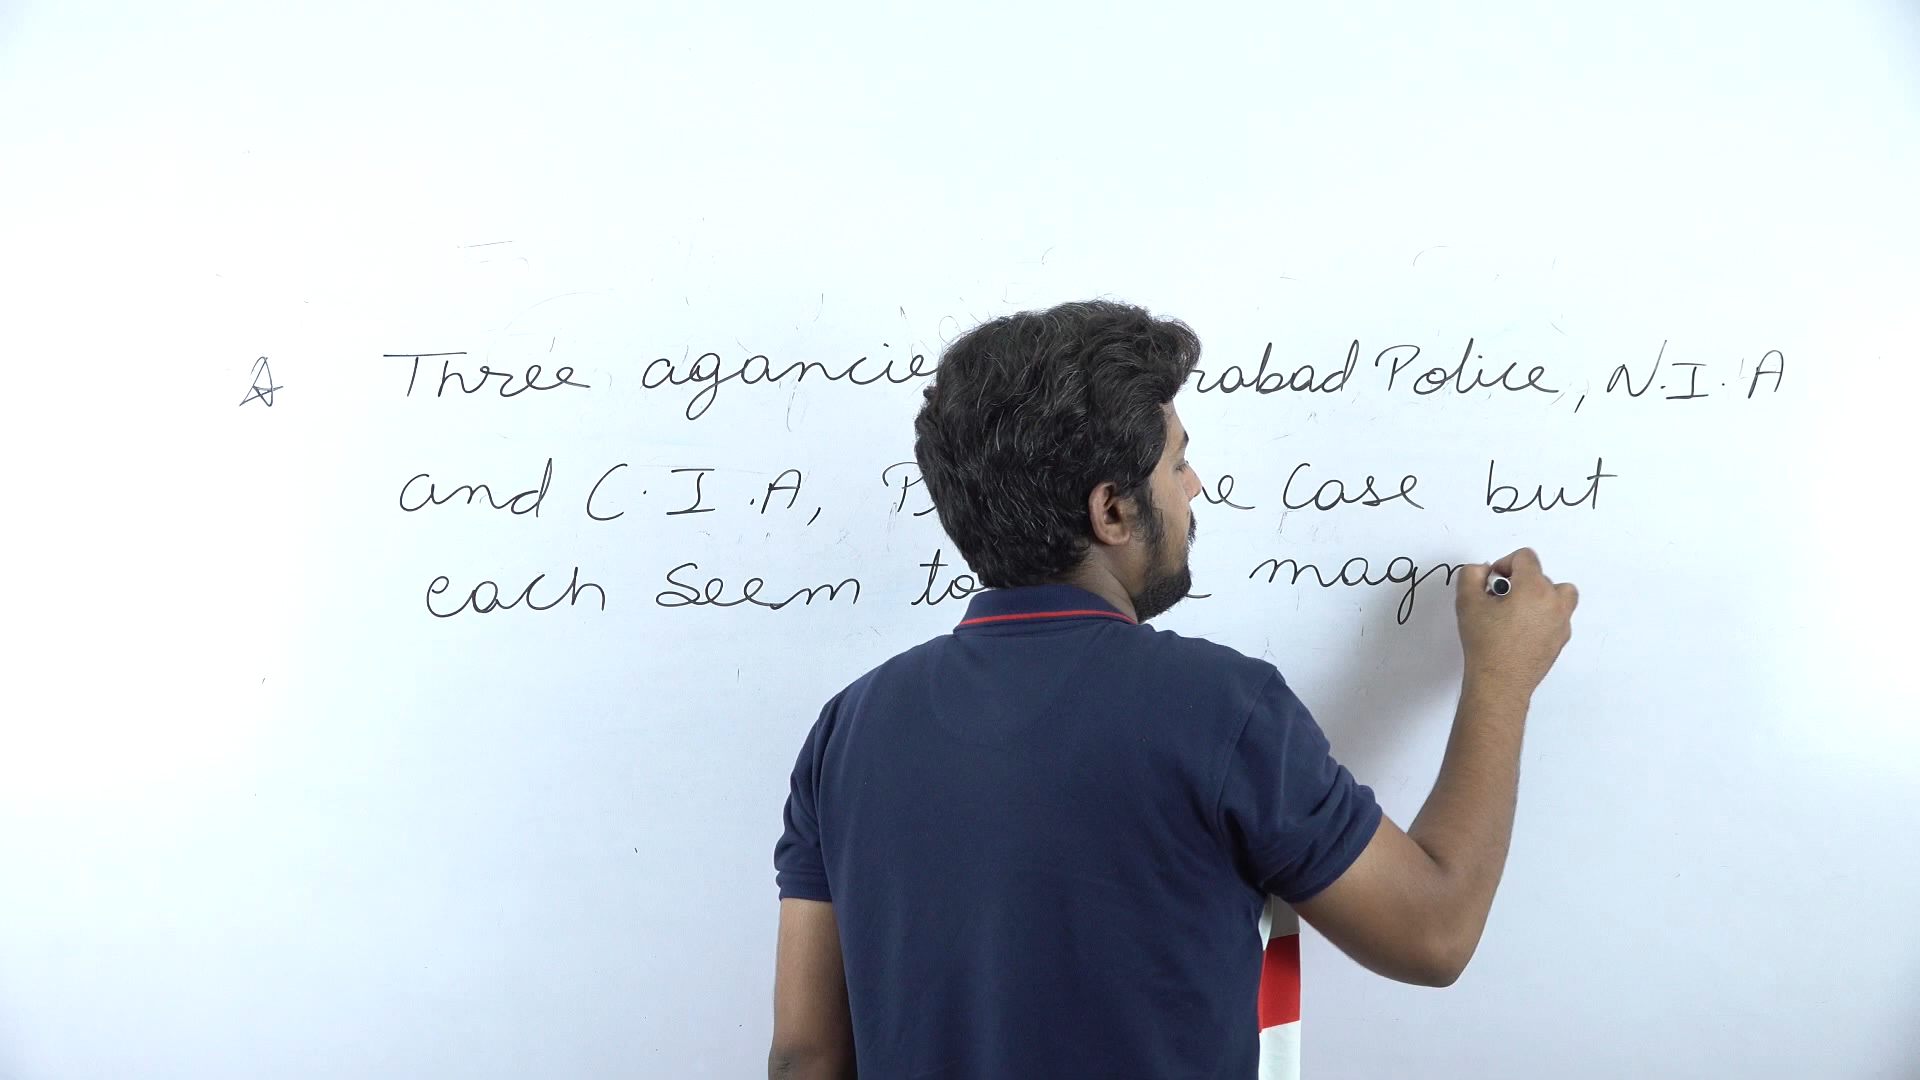 Three agancie rabad Police, N.I.A
and C.I.A, Case but
each Seem to magn